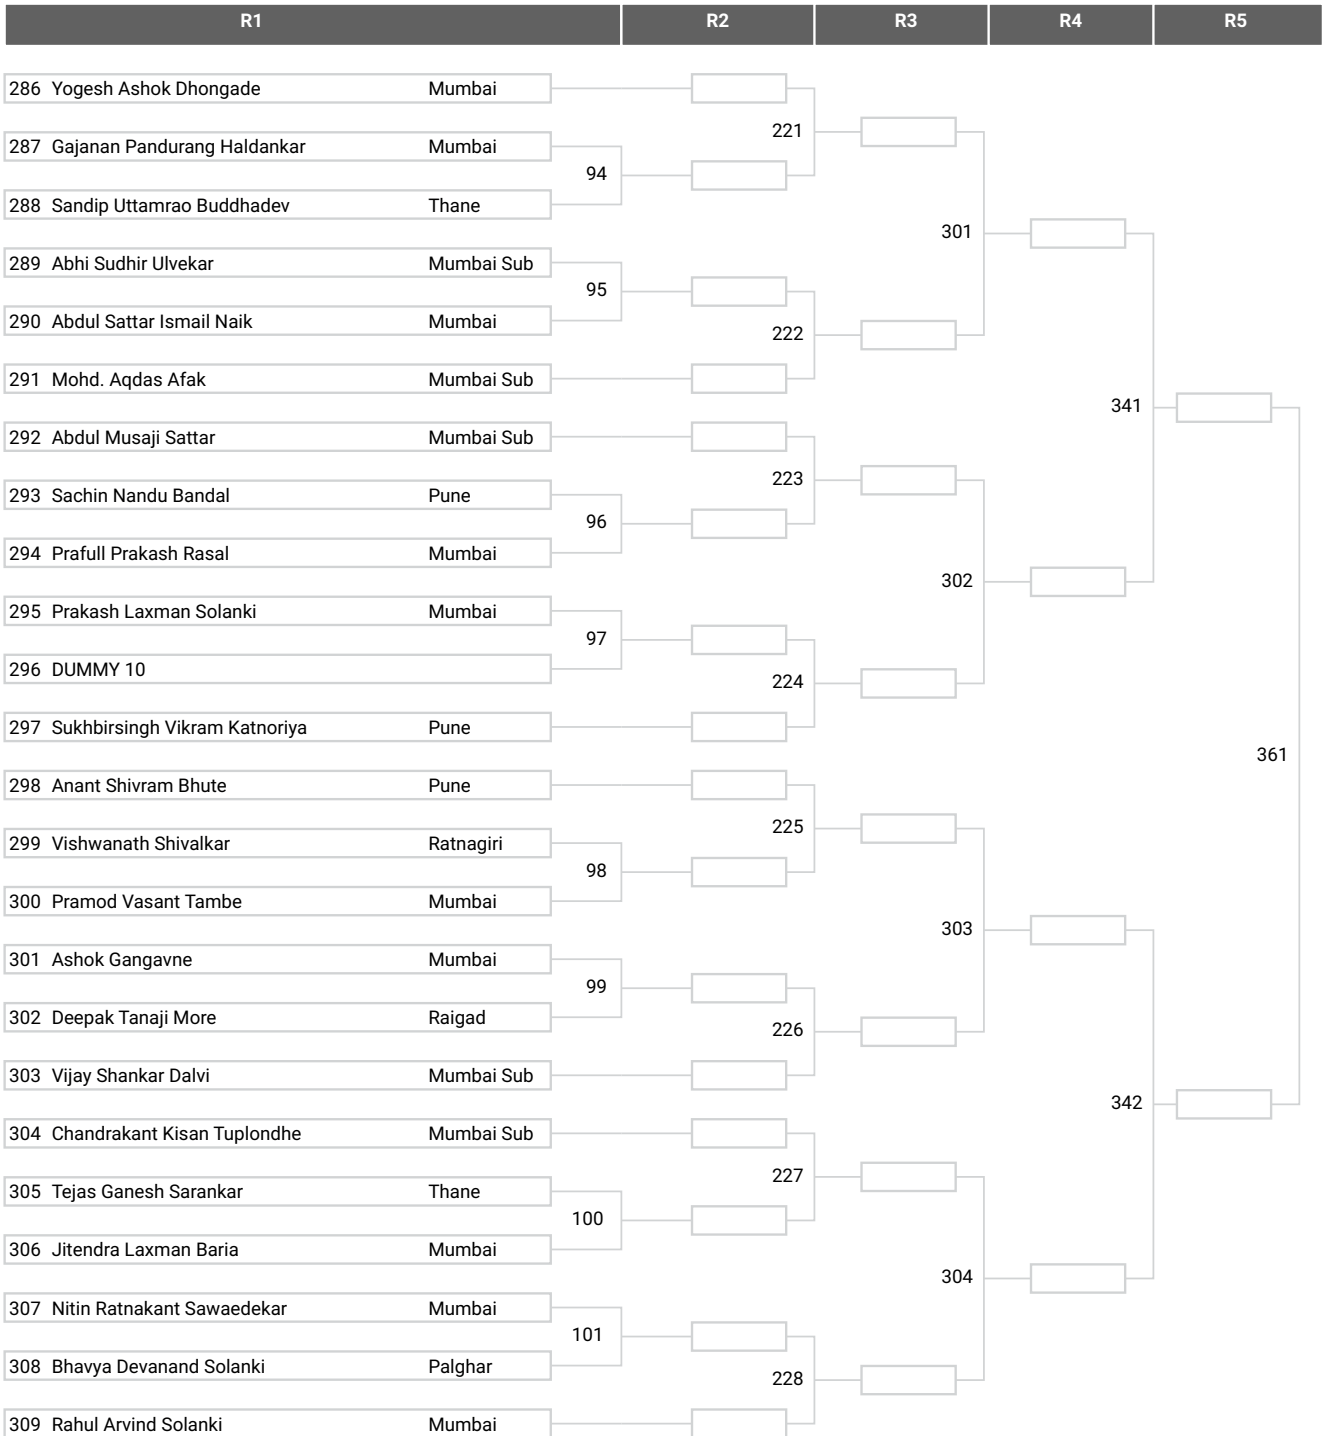 R1 R2 R3 R4 R5
286 Yogesh Ashok Dhongade Mumbai
221
287 Gajanan Pandurang Haldankar Mumbai
94
288 Sandip Uttamrao Buddhadev Thane
301
289 Abhi Sudhir Ulvekar Mumbai Sub
95
290 Abdul Sattar Ismail Naik Mumbai
222
291 Mohd. Aqdas Afak Mumbai Sub
341
292 Abdul Musaji Sattar Mumbai Sub
223
293 Sachin Nandu Bandal Pune
96
294 Prafull Prakash Rasal Mumbai
302
295 Prakash Laxman Solanki Mumbai
97
296 DUMMY 10
224
297 Sukhbirsingh Vikram Katnoriya Pune
361
298 Anant Shivram Bhute Pune
225
299 Vishwanath Shivalkar Ratnagiri
98
300 Pramod Vasant Tambe Mumbai
303
301 Ashok Gangavne Mumbai
99
302 Deepak Tanaji More Raigad
226
303 Vijay Shankar Dalvi Mumbai Sub
342
304 Chandrakant Kisan Tuplondhe Mumbai Sub
227
305 Tejas Ganesh Sarankar Thane
100
306 Jitendra Laxman Baria Mumbai
304
307 Nitin Ratnakant Sawaedekar Mumbai
101
308 Bhavya Devanand Solanki Palghar
228
309 Rahul Arvind Solanki Mumbai